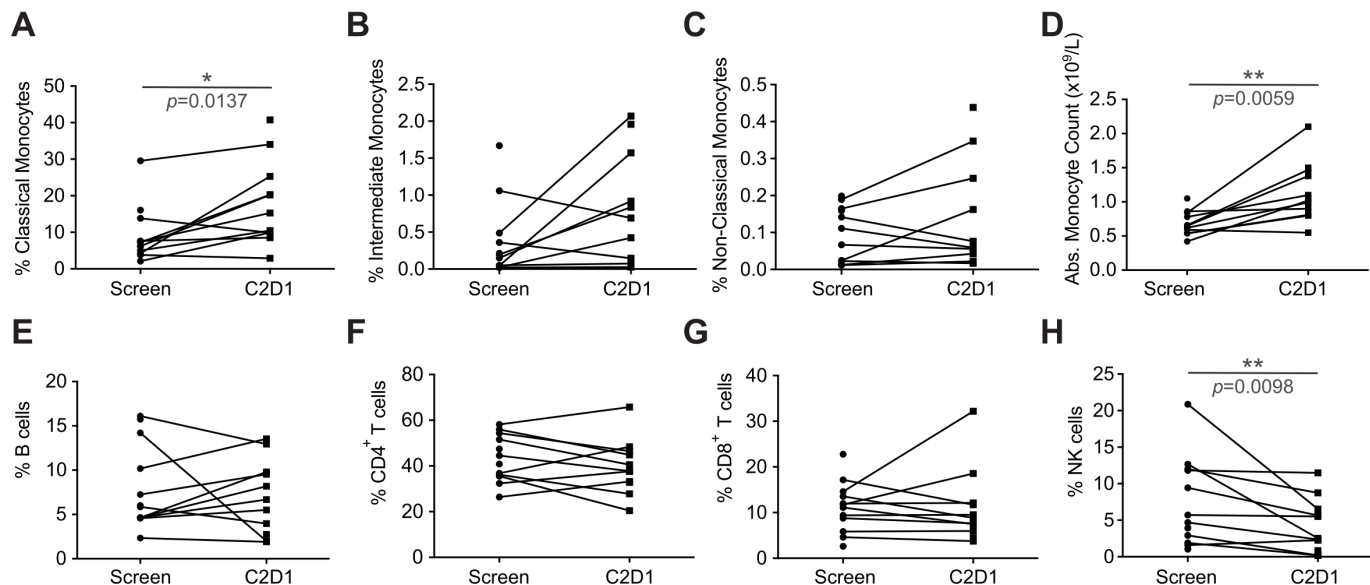 A
B
C
D
% Classical Monocytes
50
40
30
20
10
0
*
p=0.0137
Screen
C2D1
% Intermediate Monocytes
2.5
2.0
1.5
1.0
0.5
0.0
Screen
C2D1
% Non-Classical Monocytes
0.5
0.4
0.3
0.2
0.1
0.0
Screen
C2D1
Abs. Monocyte Count (x10⁹/L)
2.5
2.0
1.5
1.0
0.5
0.0
**
p=0.0059
Screen
C2D1
E
F
G
H
% B cells
20
15
10
5
0
Screen
C2D1
% CD4⁺ T cells
80
60
40
20
0
Screen
C2D1
% CD8⁺ T cells
40
30
20
10
0
Screen
C2D1
% NK cells
25
20
15
10
5
0
**
p=0.0098
Screen
C2D1